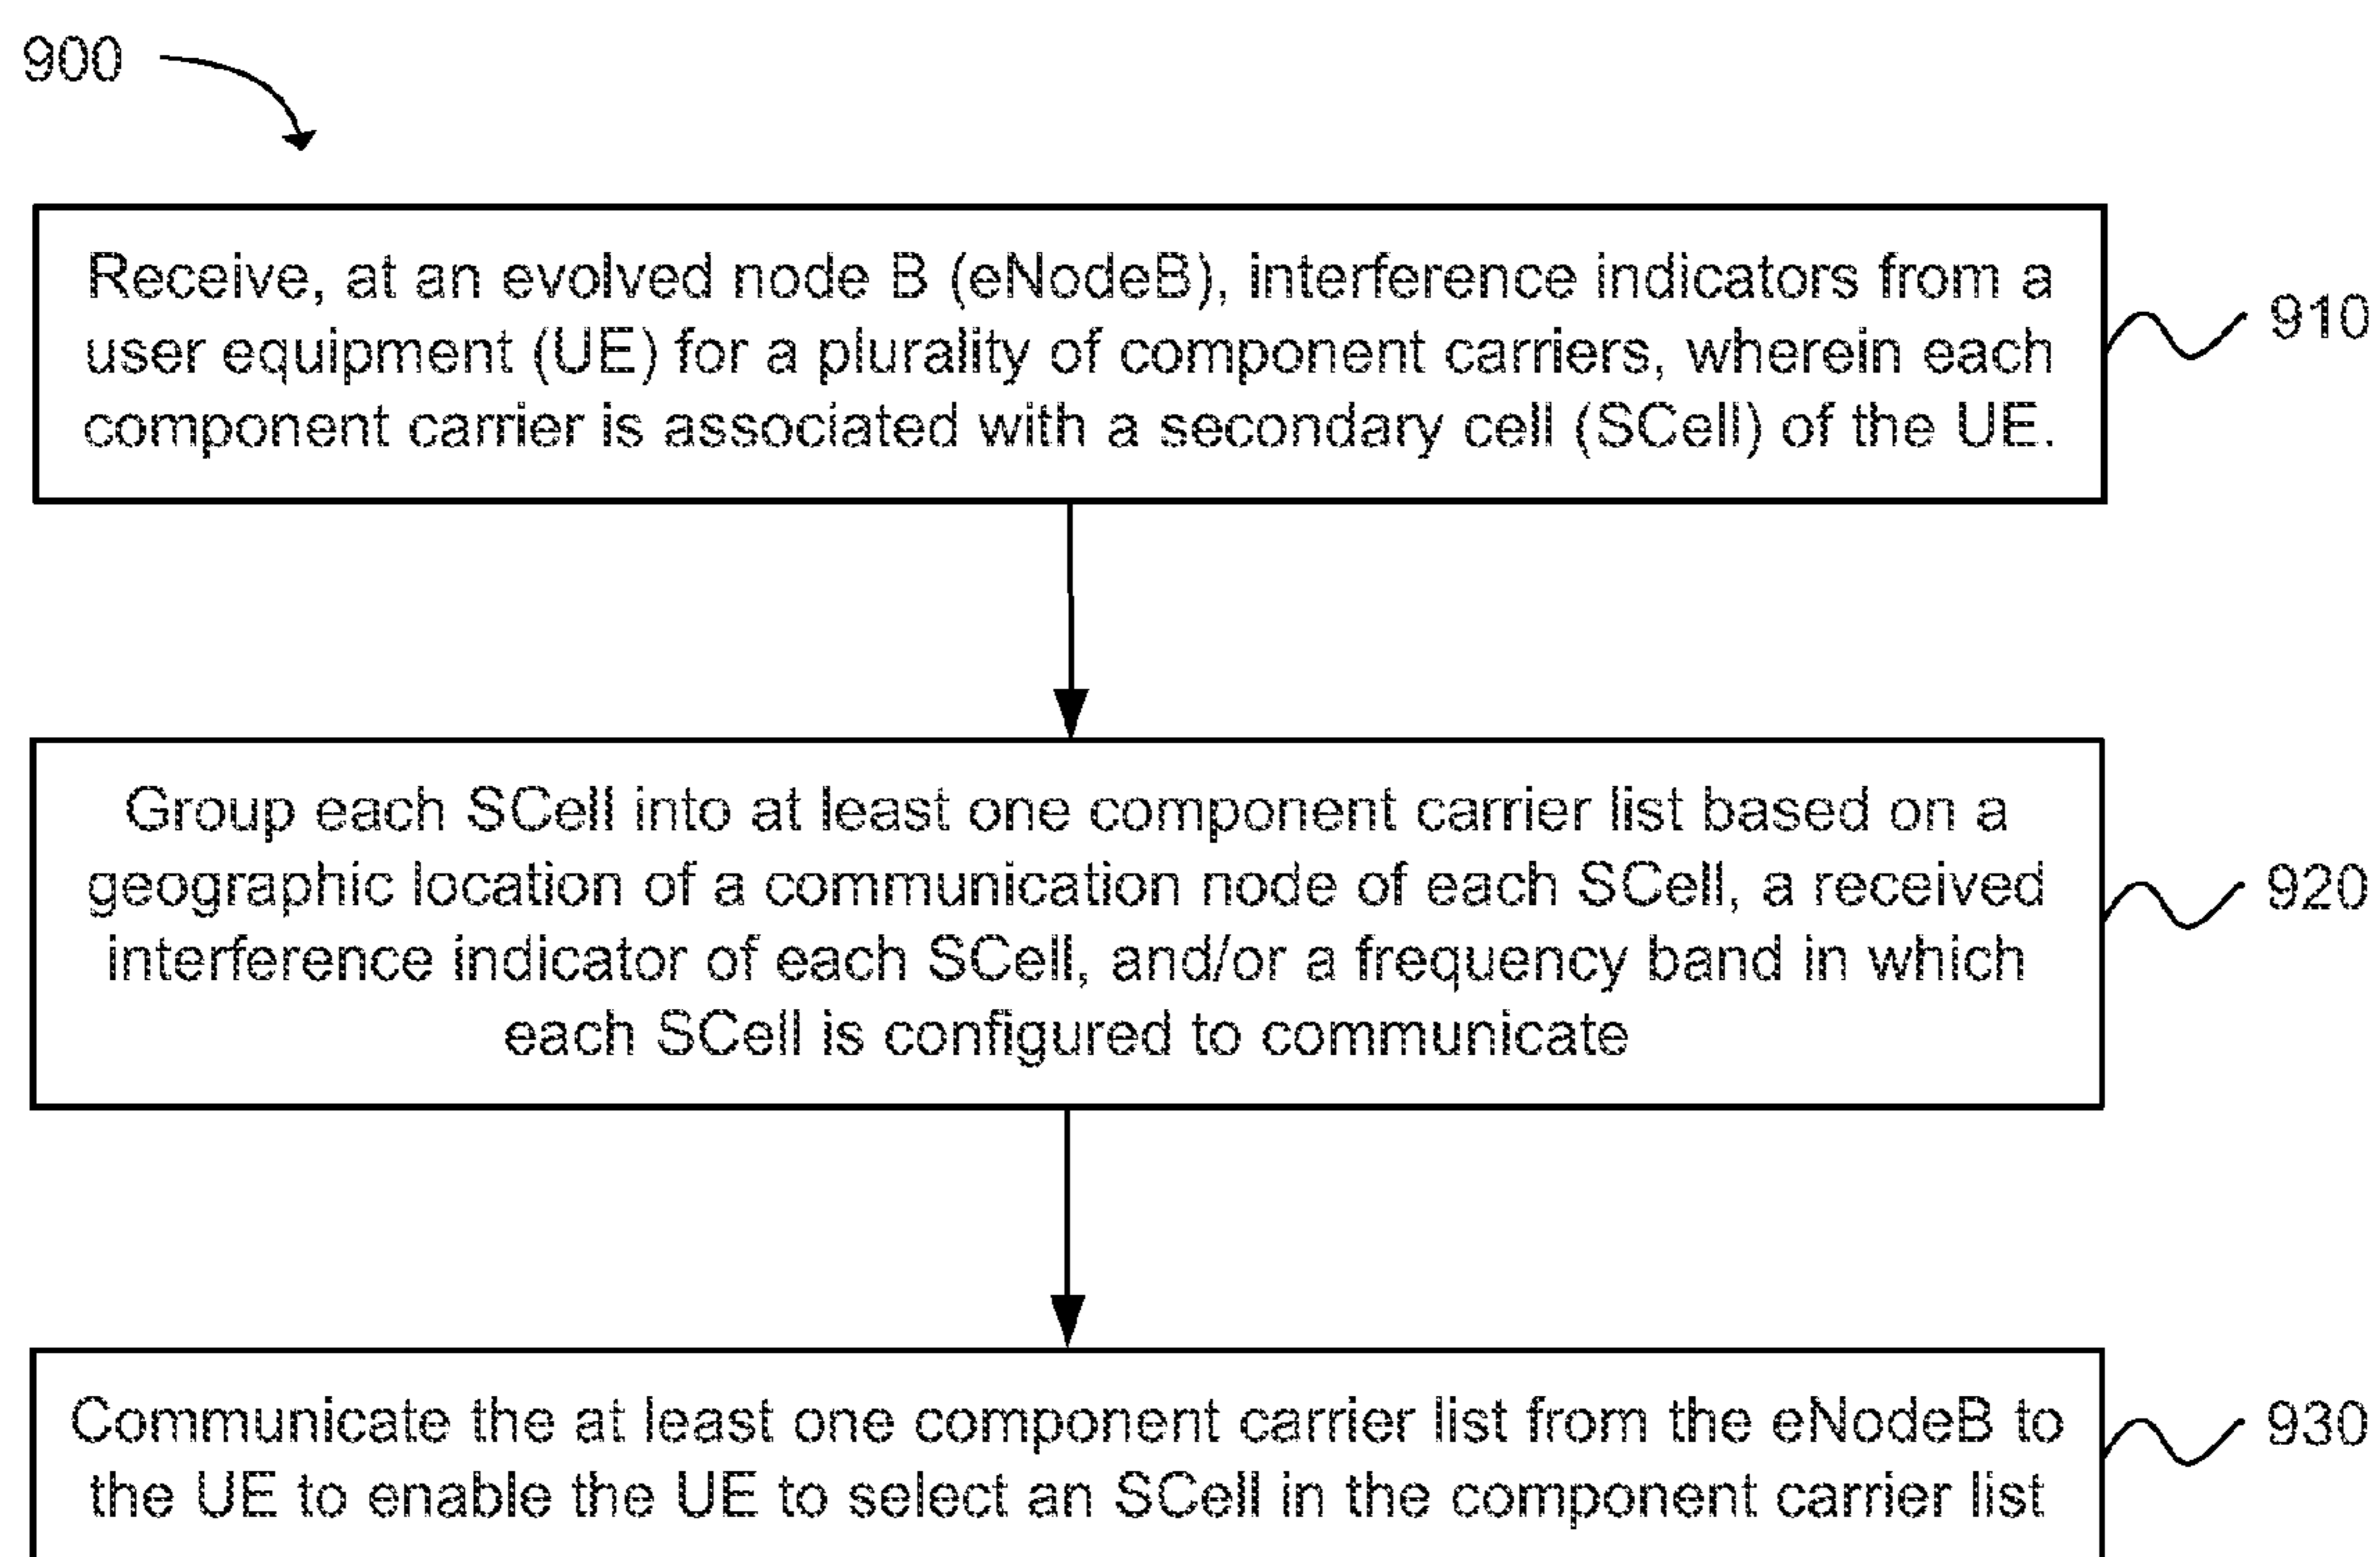 900
Receive, at an evolved node B (eNodeB), interference indicators from a
user equipment (UE) for a plurality of component carriers, wherein each
component carrier is associated with a secondary cell (SCell) of the UE.
910
Group each SCell into at least one component carrier list based on a
geographic location of a communication node of each SCell, a received
interference indicator of each SCell, and/or a frequency band in which
each SCell is configured to communicate
920
Communicate the at least one component carrier list from the eNodeB to
the UE to enable the UE to select an SCell in the component carrier list
930